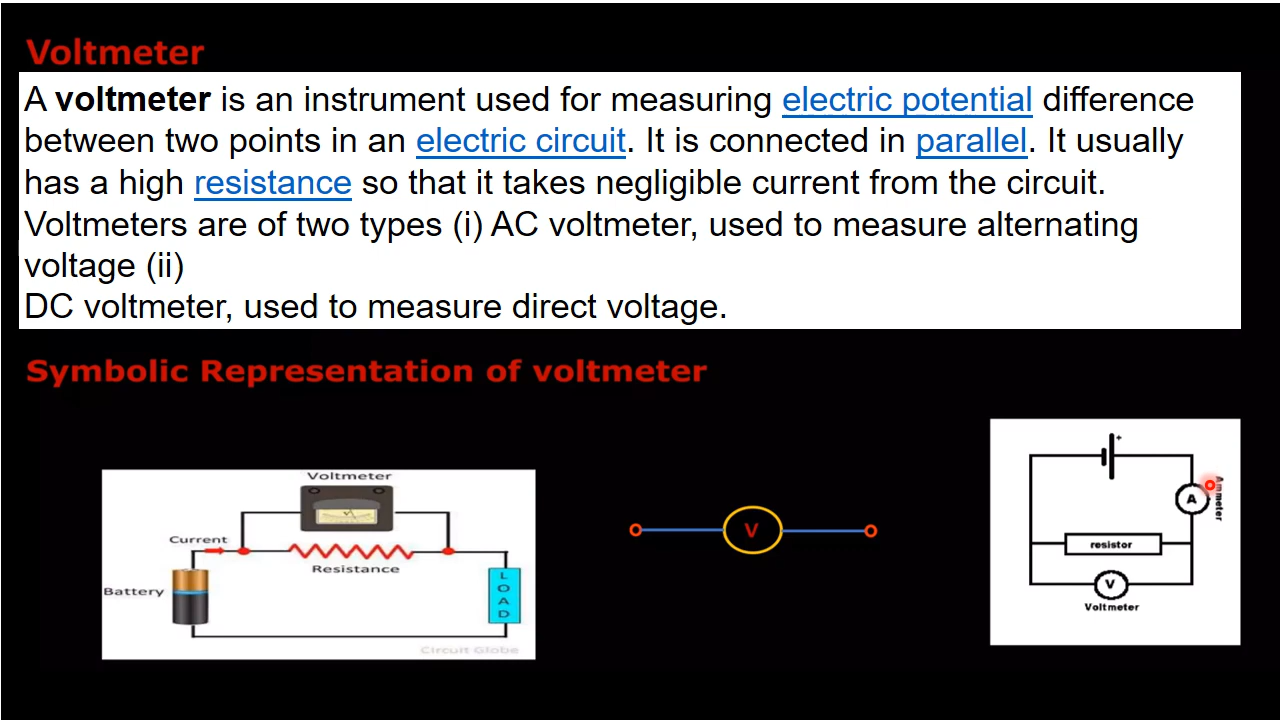 Voltmeter
A voltmeter is an instrument used for measuring electric potential difference
between two points in an electric circuit. It is connected in parallel. It usually
has a high resistance so that it takes negligible current from the circuit.
Voltmeters are of two types (i) AC voltmeter, used to measure alternating
voltage (ii)
DC voltmeter, used to measure direct voltage.
Symbolic Representation of voltmeter
Voltmeter
V
Current
Resistance
Battery
LOAD
Circuit Globe
V
+
A
Ammeter
resistor
V
Voltmeter